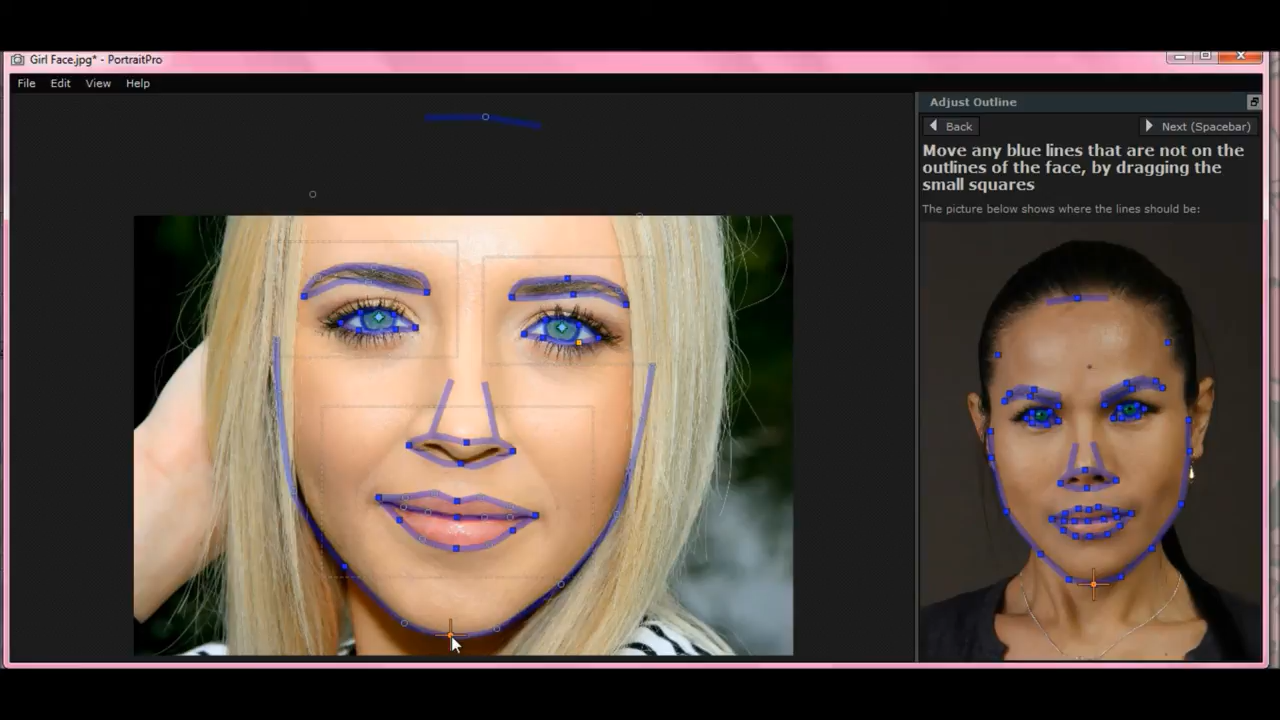 Girl Face.jpg* - PortraitPro
File Edit View Help
Adjust Outline
Back Next (Spacebar)
Move any blue lines that are not on the
outlines of the face, by dragging the
small squares
The picture below shows where the lines should be: